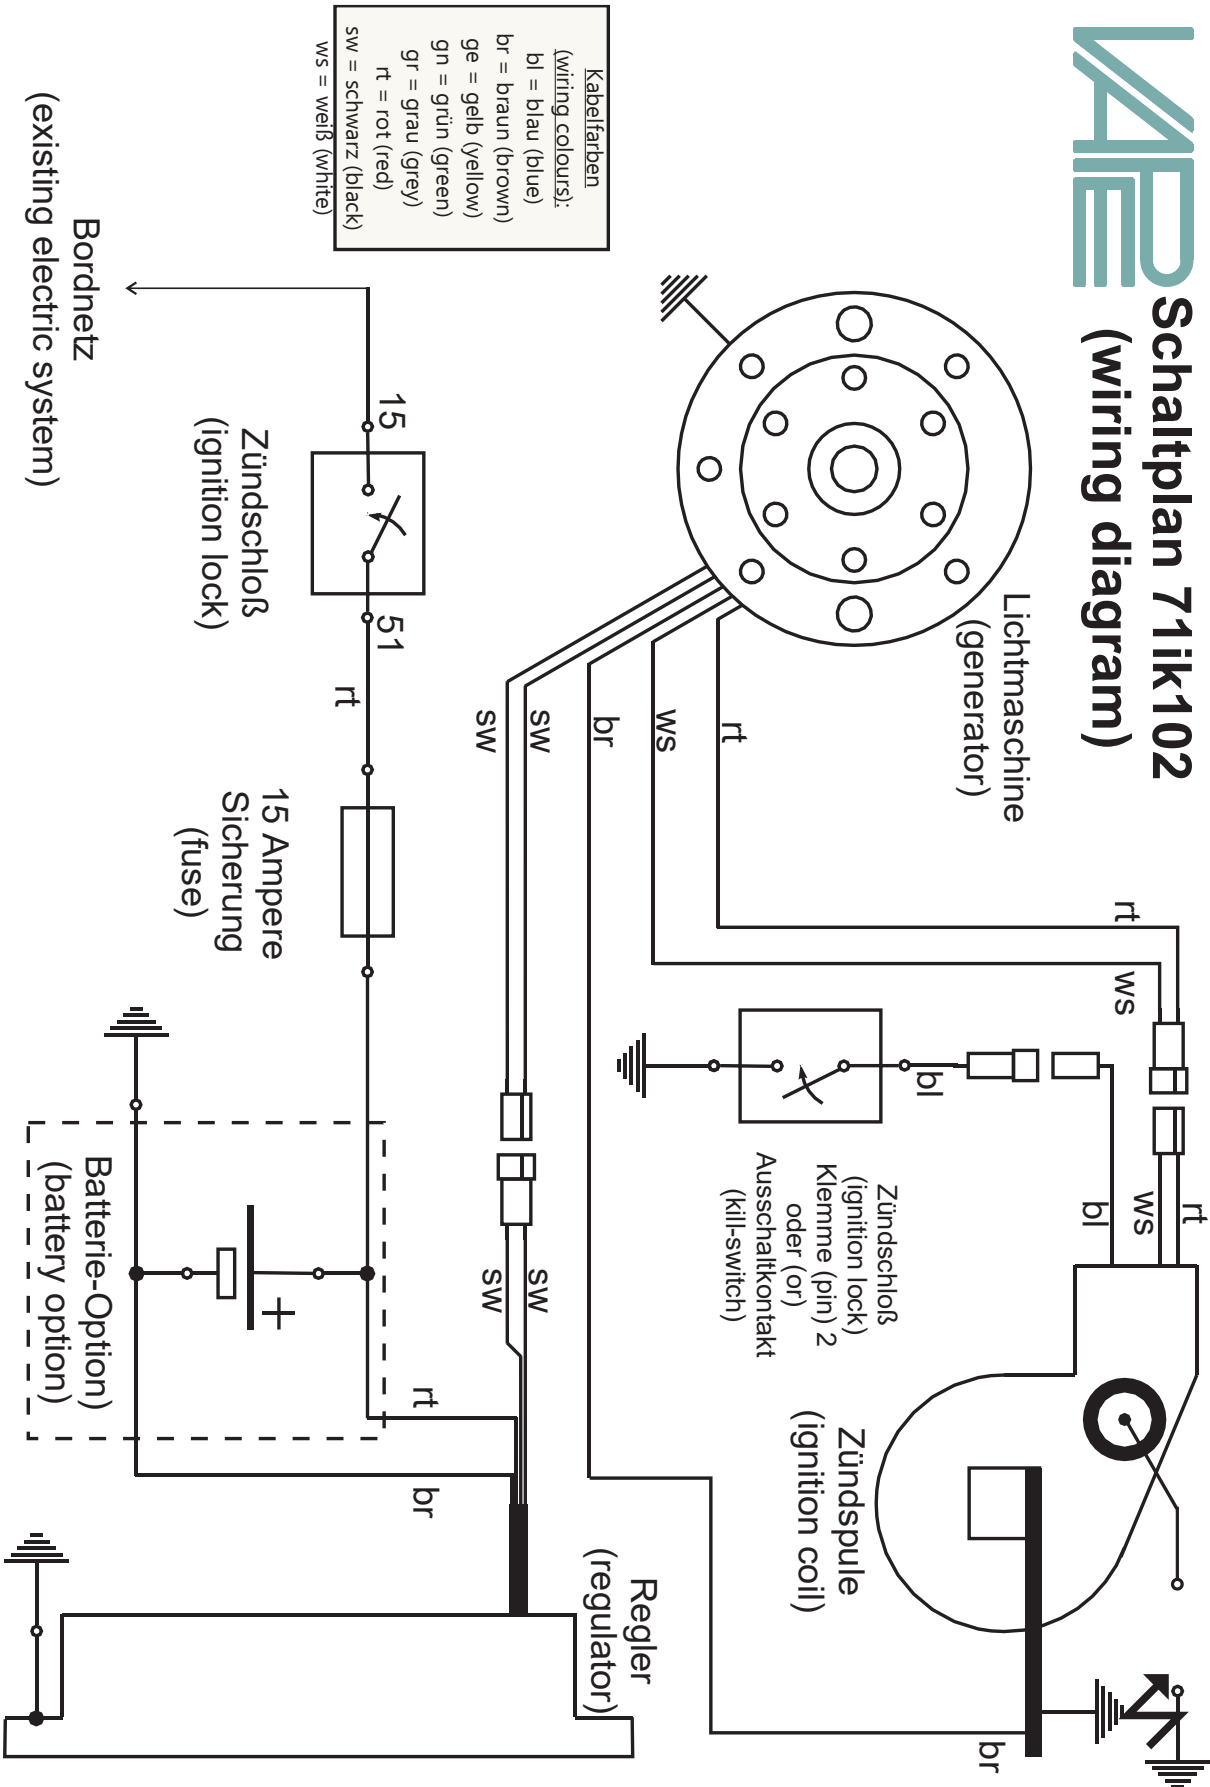 VAPE
Schaltplan 71ik102
(wiring diagram)
Lichtmaschine
(generator)
rt
ws
br
sw
sw
rt
ws
rt
ws
bl
bl
Zündschloß
(ignition lock)
Klemme (pin) 2
oder (or)
Ausschaltkontakt
(kill-switch)
Zündspule
(ignition coil)
br
Kabelfarben
(wiring colours):
bl = blau (blue)
br = braun (brown)
ge = gelb (yellow)
gn = grün (green)
gr = grau (grey)
rt = rot (red)
sw = schwarz (black)
ws = weiß (white)
sw
sw
Regler
(regulator)
15
51
rt
Zündschloß
(ignition lock)
15 Ampere
Sicherung
(fuse)
+
rt
br
Batterie-Option)
(battery option)
Bordnetz
(existing electric system)